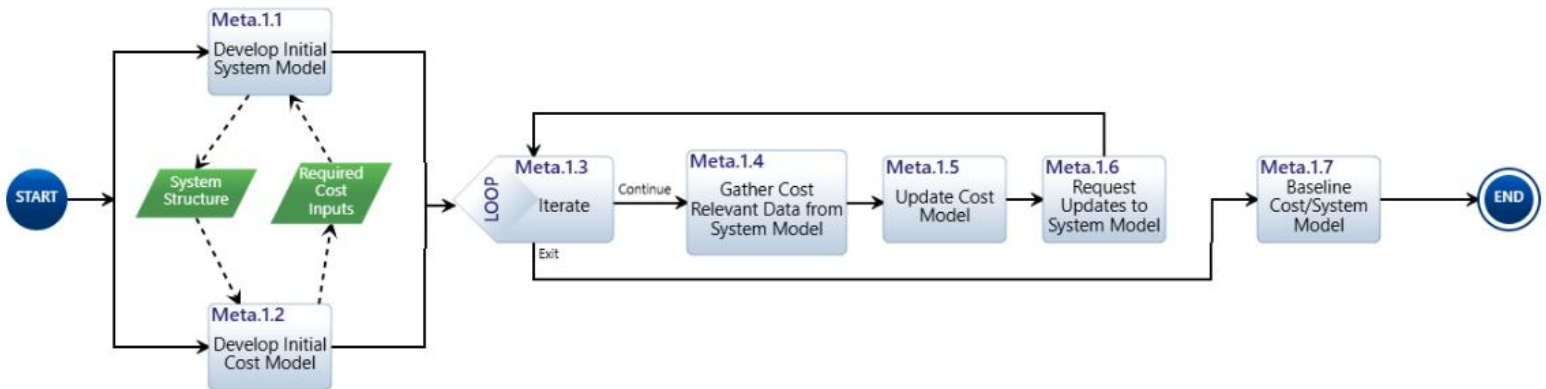 START
Meta.1.1
Develop Initial
System Model
System
Structure
Required
Cost
Inputs
Meta.1.2
Develop Initial
Cost Model
LOOP
Meta.1.3
Iterate
Continue
Exit
Meta.1.4
Gather Cost
Relevant Data from
System Model
Meta.1.5
Update Cost
Model
Meta.1.6
Request
Updates to
System Model
Meta.1.7
Baseline
Cost/System
Model
END